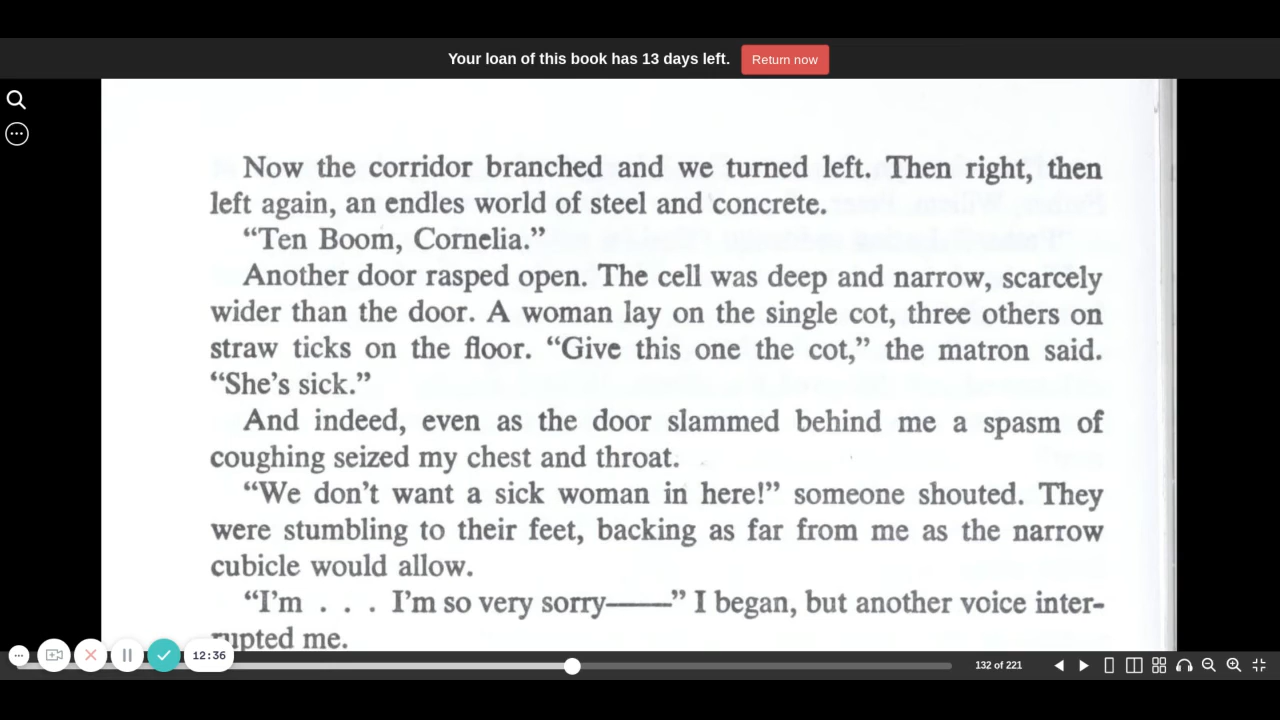 Your loan of this book has 13 days left. Return now
Now the corridor branched and we turned left. Then right, then
left again, an endles world of steel and concrete.
“Ten Boom, Cornelia.”
Another door rasped open. The cell was deep and narrow, scarcely
wider than the door. A woman lay on the single cot, three others on
straw ticks on the floor. “Give this one the cot,” the matron said.
“She’s sick.”
And indeed, even as the door slammed behind me a spasm of
coughing seized my chest and throat.
“We don’t want a sick woman in here!” someone shouted. They
were stumbling to their feet, backing as far from me as the narrow
cubicle would allow.
“I’m . . . I’m so very sorry——” I began, but another voice inter-
rupted me.
12:36
132 of 221